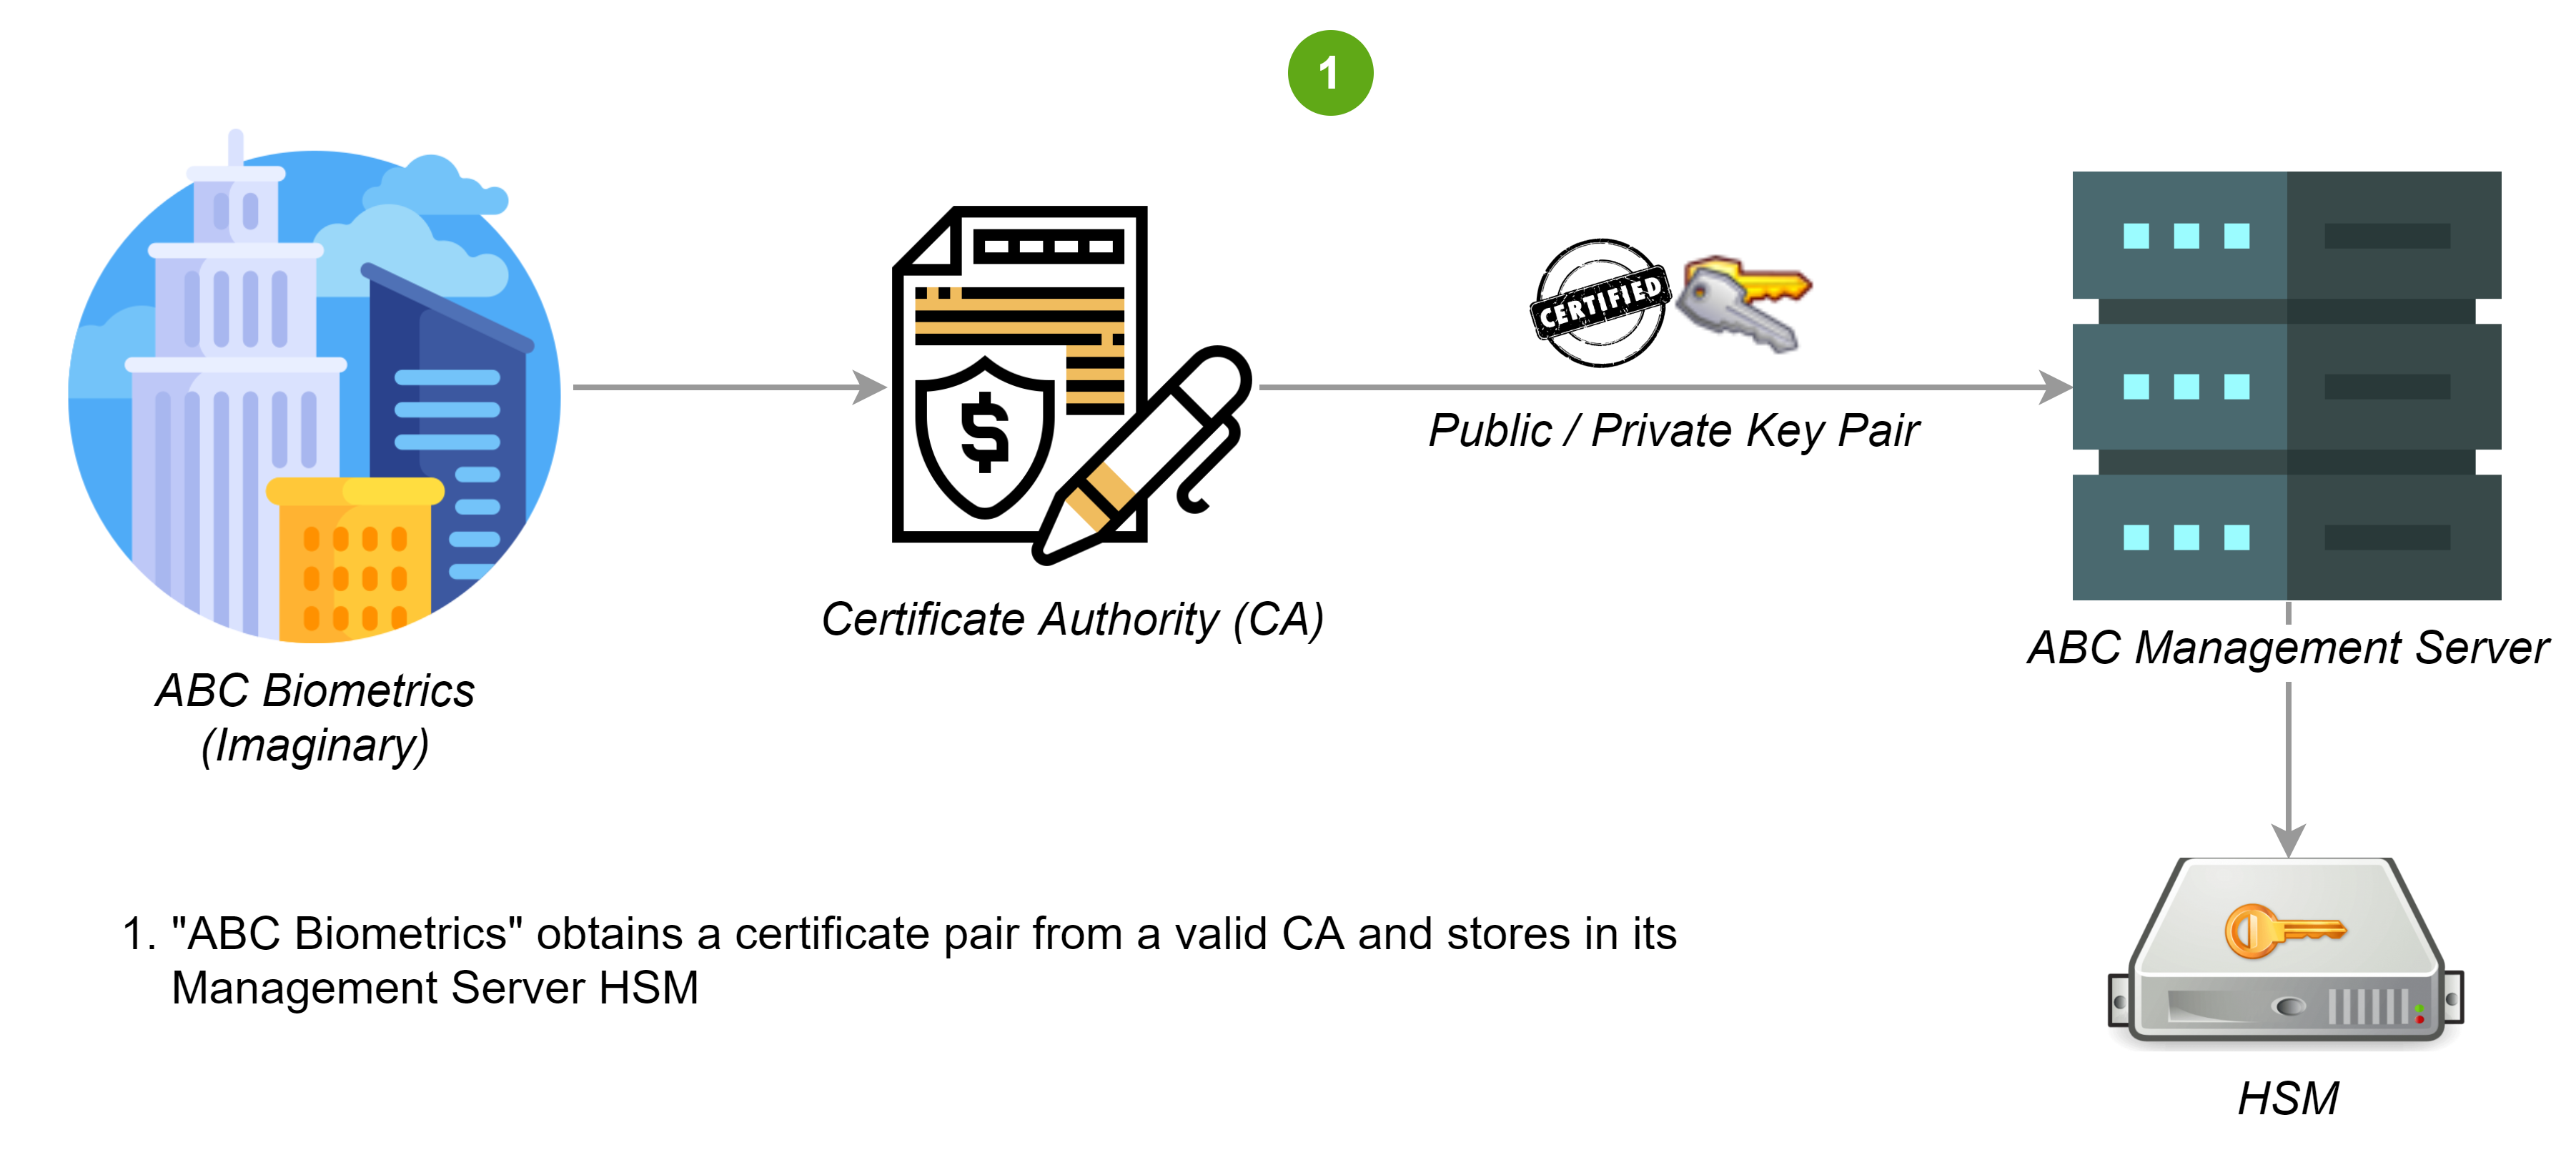 1
CERTIFIED
Public / Private Key Pair
$
Certificate Authority (CA)
ABC Management Server
ABC Biometrics
(Imaginary)
1. "ABC Biometrics" obtains a certificate pair from a valid CA and stores in its
Management Server HSM
HSM